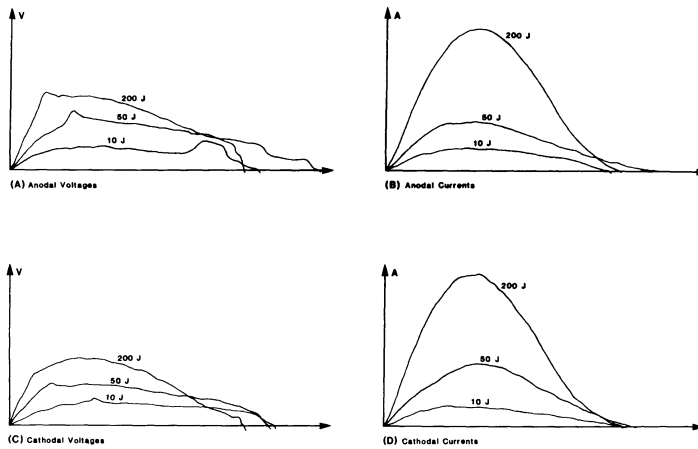 V
200 J
50 J
10 J
(A) Anodal Voltages
A
200 J
50 J
10 J
(B) Anodal Currents
V
200 J
50 J
10 J
(C) Cathodal Voltages
A
200 J
50 J
10 J
(D) Cathodal Currents